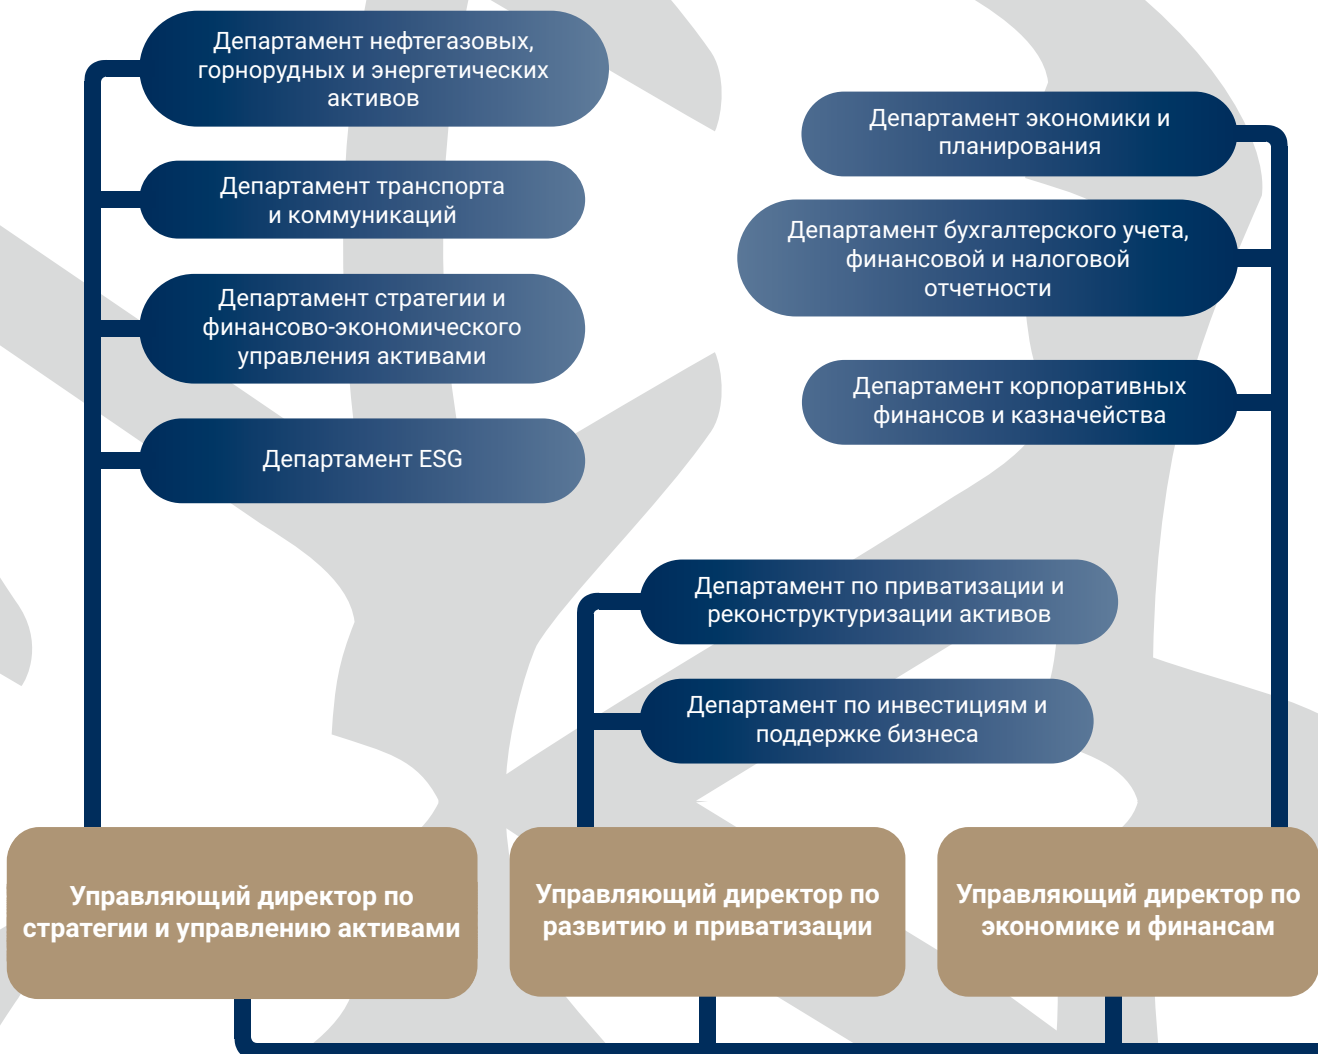 Департамент нефтегазовых,
горнорудных и энергетических
активов
Департамент транспорта
и коммуникаций
Департамент стратегии и
финансово-экономического
управления активами
Департамент ESG
Департамент экономики и
планирования
Департамент бухгалтерского учета,
финансовой и налоговой
отчетности
Департамент корпоративных
финансов и казначейства
Департамент по приватизации и
реконструктуризации активов
Департамент по инвестициям и
поддержке бизнеса
Управляющий директор по
стратегии и управлению активами
Управляющий директор по
развитию и приватизации
Управляющий директор по
экономике и финансам